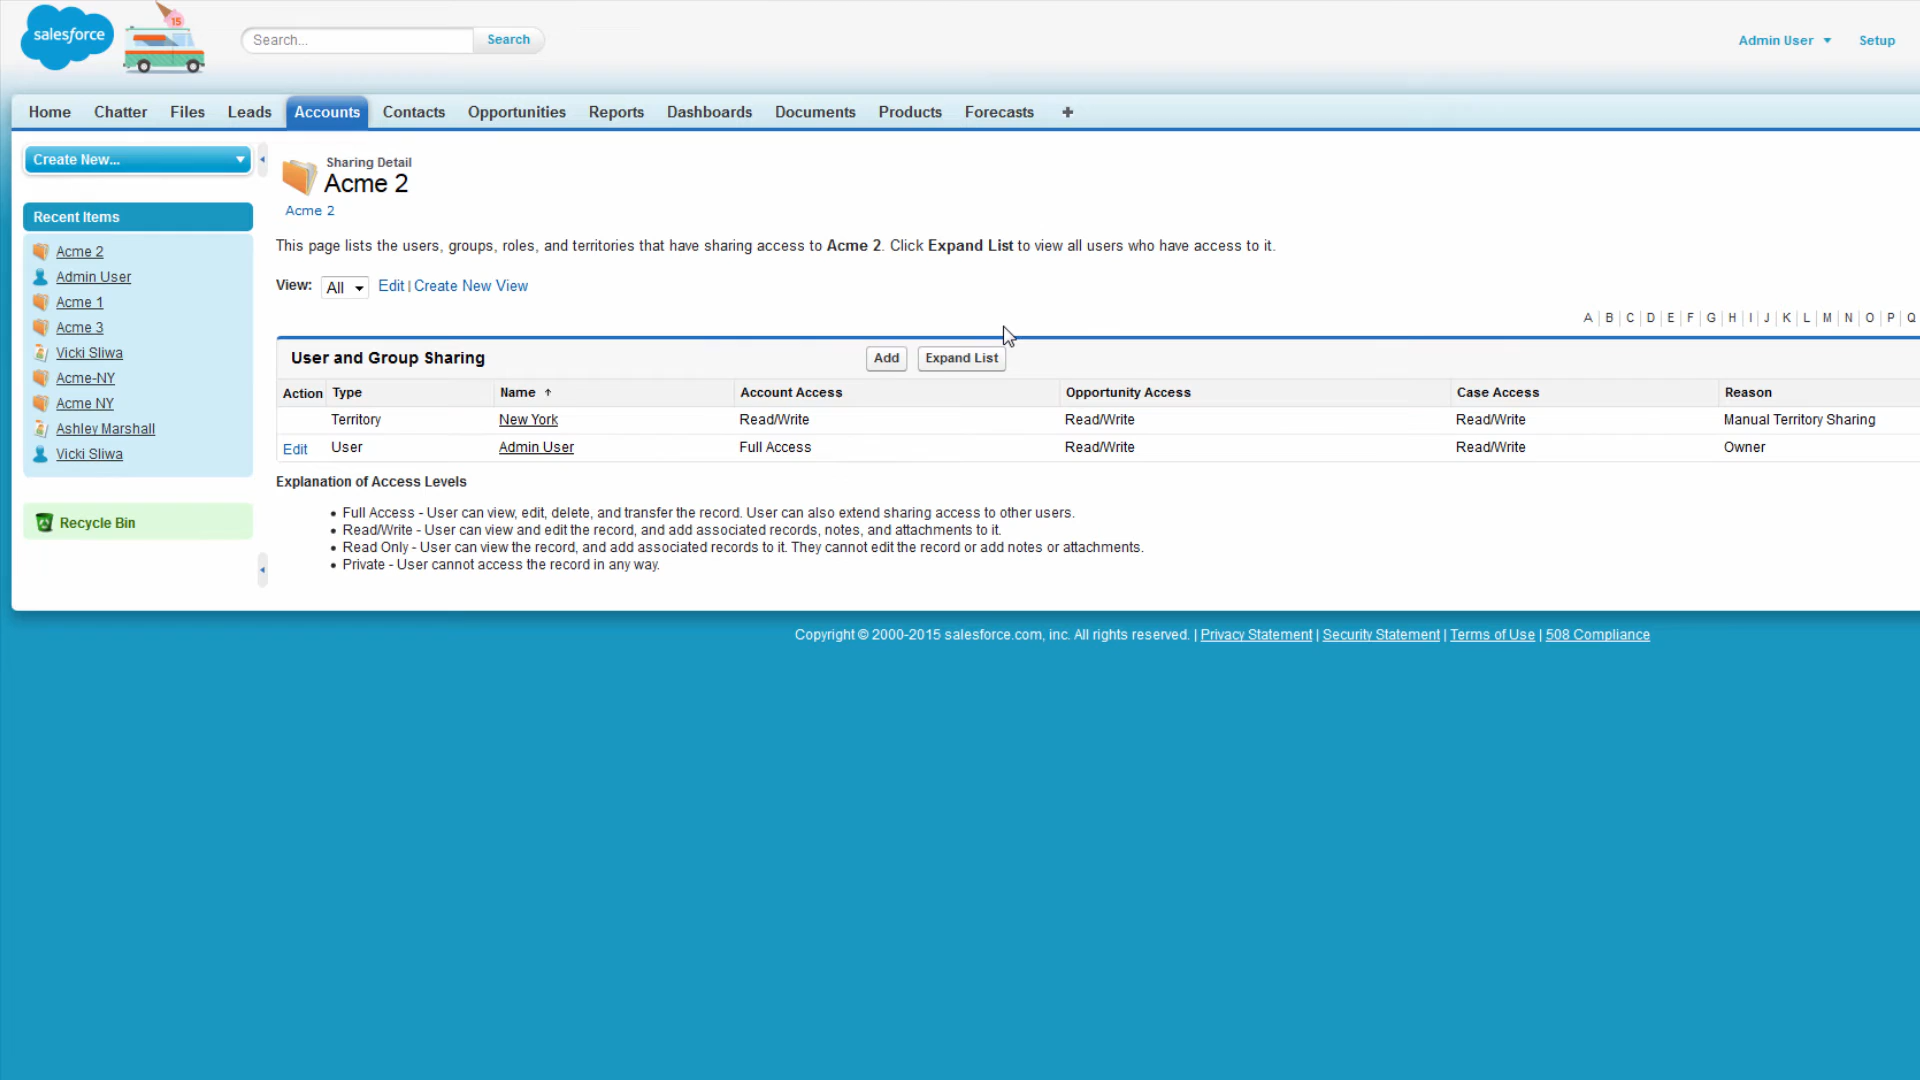 salesforce
15
Search...
Search
Admin User
Setup
Home
Chatter
Files
Leads
Accounts
Contacts
Opportunities
Reports
Dashboards
Documents
Products
Forecasts
+
Create New...
Sharing Detail
Acme 2
Acme 2
Recent Items
Acme 2
Admin User
Acme 1
Acme 3
Vicki Sliwa
Acme-NY
Acme NY
Ashley Marshall
Vicki Sliwa
Recycle Bin
This page lists the users, groups, roles, and territories that have sharing access to Acme 2. Click Expand List to view all users who have access to it.
View: All Edit | Create New View
A | B | C | D | E | F | G | H | I | J | K | L | M | N | O | P | Q
User and Group Sharing
Add
Expand List
Action Type Name ↑ Account Access Opportunity Access Case Access Reason
Territory New York Read/Write Read/Write Read/Write Manual Territory Sharing
Edit User Admin User Full Access Read/Write Read/Write Owner
Explanation of Access Levels
• Full Access - User can view, edit, delete, and transfer the record. User can also extend sharing access to other users.
• Read/Write - User can view and edit the record, and add associated records, notes, and attachments to it.
• Read Only - User can view the record, and add associated records to it. They cannot edit the record or add notes or attachments.
• Private - User cannot access the record in any way.
Copyright © 2000-2015 salesforce.com, inc. All rights reserved. | Privacy Statement | Security Statement | Terms of Use | 508 Compliance